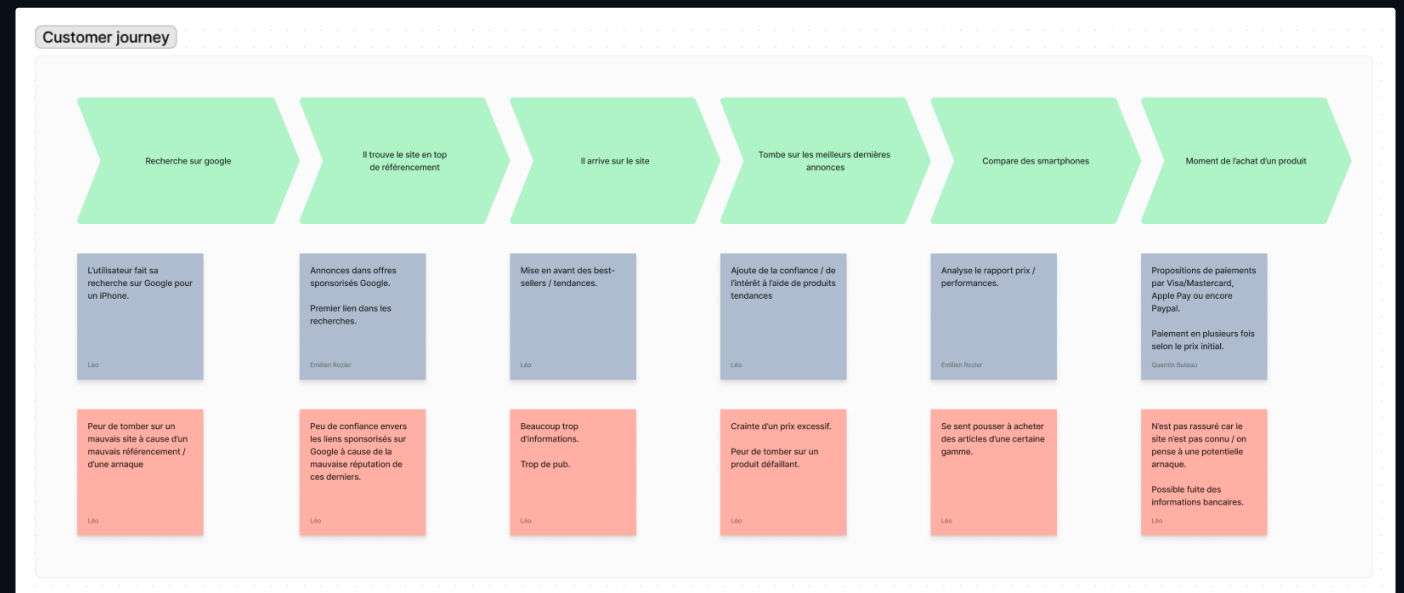 Customer journey
Recherche sur google
Il trouve le site en top
de référencement
Il arrive sur le site
Tombe sur les meilleurs dernières
annonces
Compare des smartphones
Moment de l'achat d'un produit
L'utilisateur fait sa
recherche sur Google pour
un iPhone.
Léo
Annonces dans offres
sponsorisés Google.
Premier lien dans les
recherches.
Emilien Rozier
Mise en avant des best-
sellers / tendances.
Léo
Ajoute de la confiance / de
l'intérêt à l'aide de produits
tendances
Léo
Analyse le rapport prix /
performances.
Emilien Rozier
Propositions de paiements
par Visa/Mastercard,
Apple Pay ou encore
Paypal.
Paiement en plusieurs fois
selon le prix initial.
Quentin Buteau
Peur de tomber sur un
mauvais site à cause d'un
mauvais référencement /
d'une arnaque
Léo
Peu de confiance envers
les liens sponsorisés sur
Google à cause de la
mauvaise réputation de
ces derniers.
Léo
Beaucoup trop
d'informations.
Trop de pub.
Léo
Crainte d'un prix excessif.
Peur de tomber sur un
produit défaillant.
Léo
Se sent pousser à acheter
des articles d'une certaine
gamme.
Léo
N'est pas rassuré car le
site n'est pas connu / on
pense à une potentielle
arnaque.
Possible fuite des
informations bancaires.
Léo